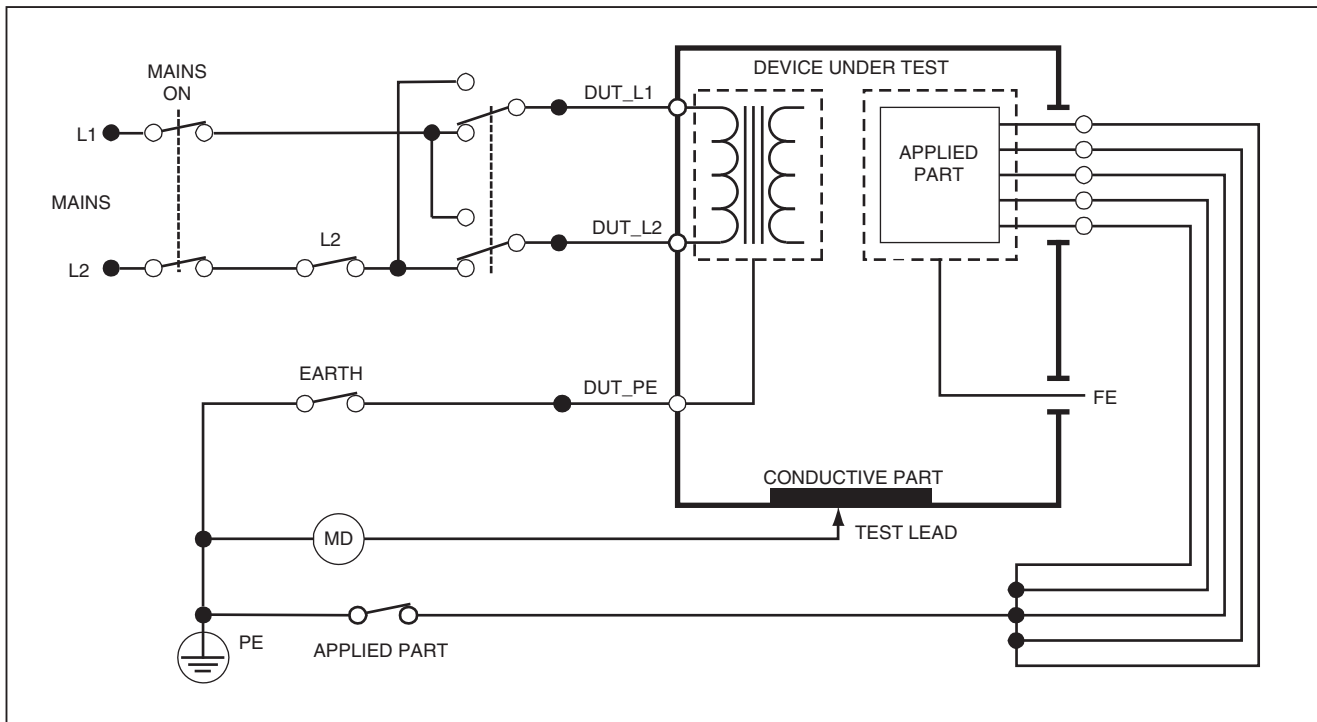 MAINS
ON
L1
MAINS
L2
L2
DUT_L1
DUT_L2
DEVICE UNDER TEST
APPLIED
PART
EARTH
DUT_PE
FE
CONDUCTIVE PART
MD
TEST LEAD
PE
APPLIED PART